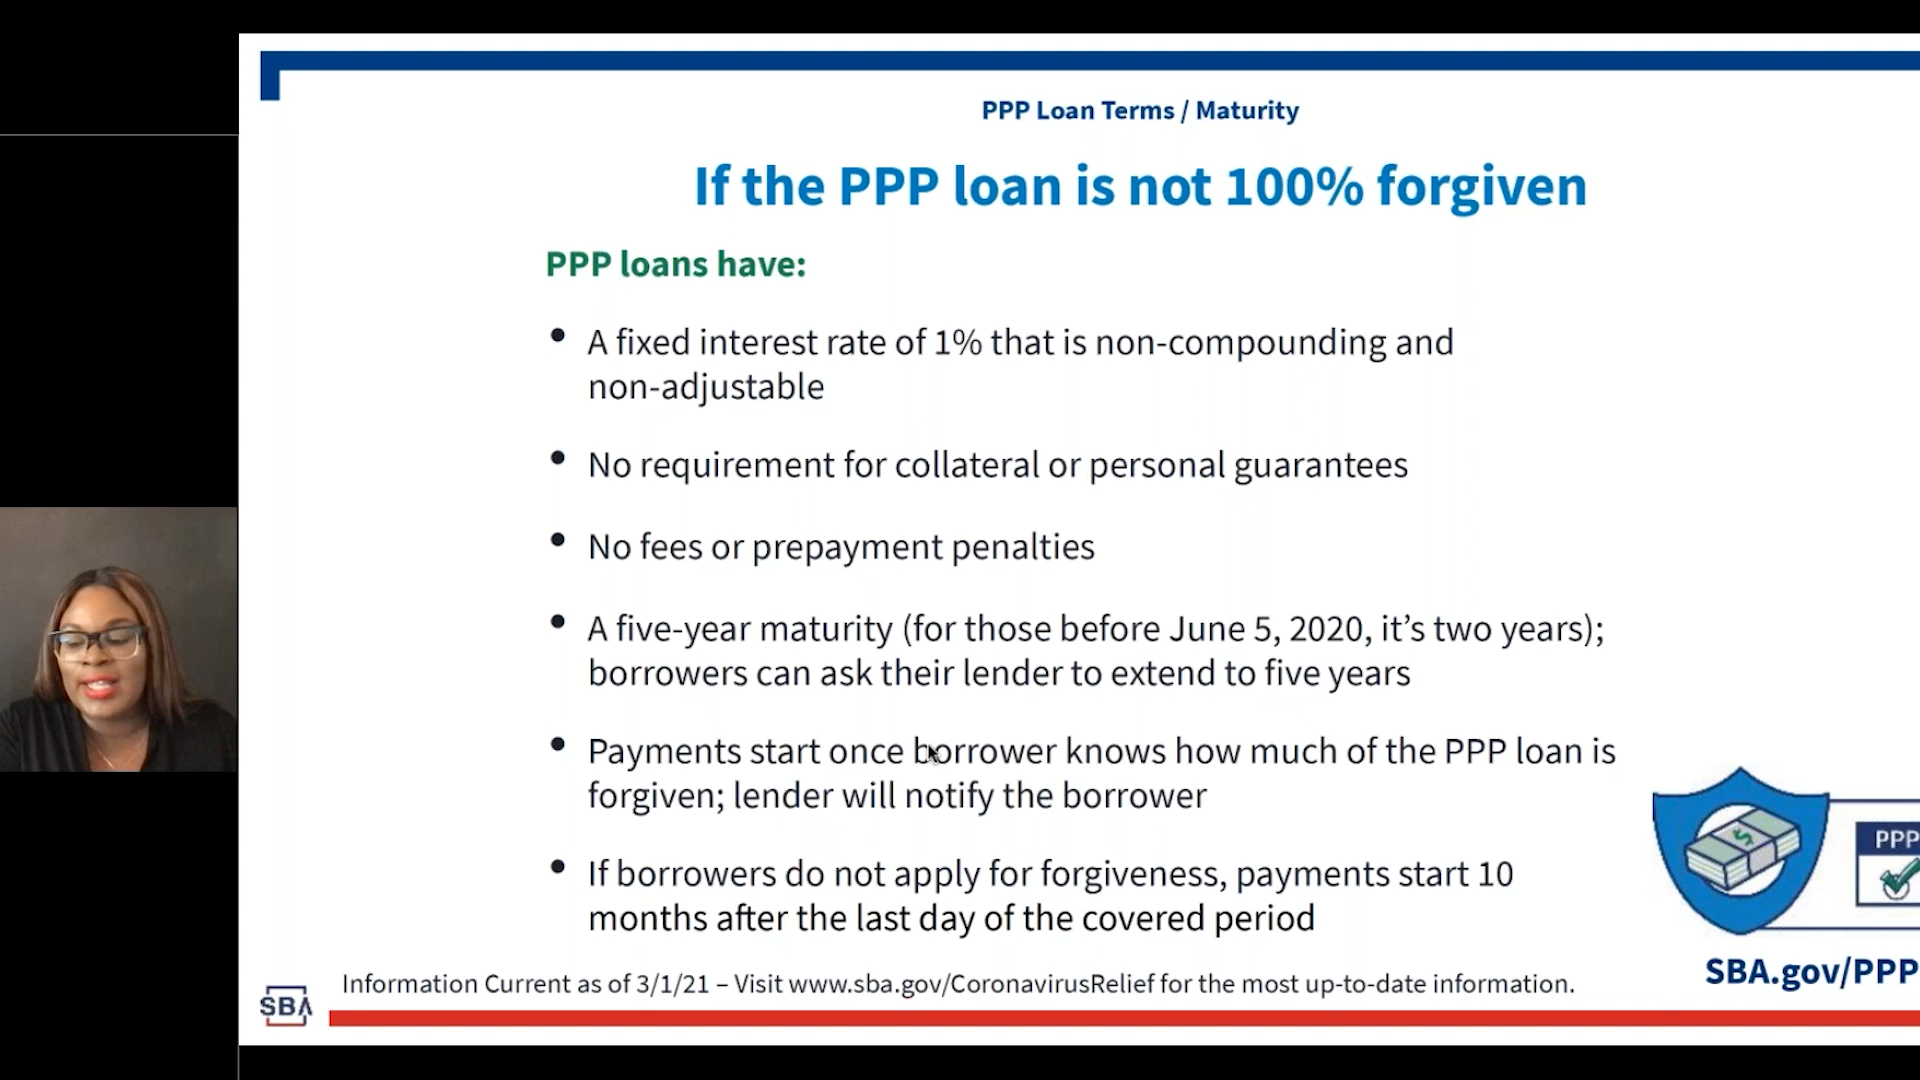 PPP Loan Terms / Maturity
If the PPP loan is not 100% forgiven
PPP loans have:
• A fixed interest rate of 1% that is non-compounding and
non-adjustable
• No requirement for collateral or personal guarantees
• No fees or prepayment penalties
• A five-year maturity (for those before June 5, 2020, it’s two years);
borrowers can ask their lender to extend to five years
• Payments start once borrower knows how much of the PPP loan is
forgiven; lender will notify the borrower
• If borrowers do not apply for forgiveness, payments start 10
months after the last day of the covered period
$
PPP
SBA.gov/PPP
Information Current as of 3/1/21 – Visit www.sba.gov/CoronavirusRelief for the most up-to-date information.
SBA